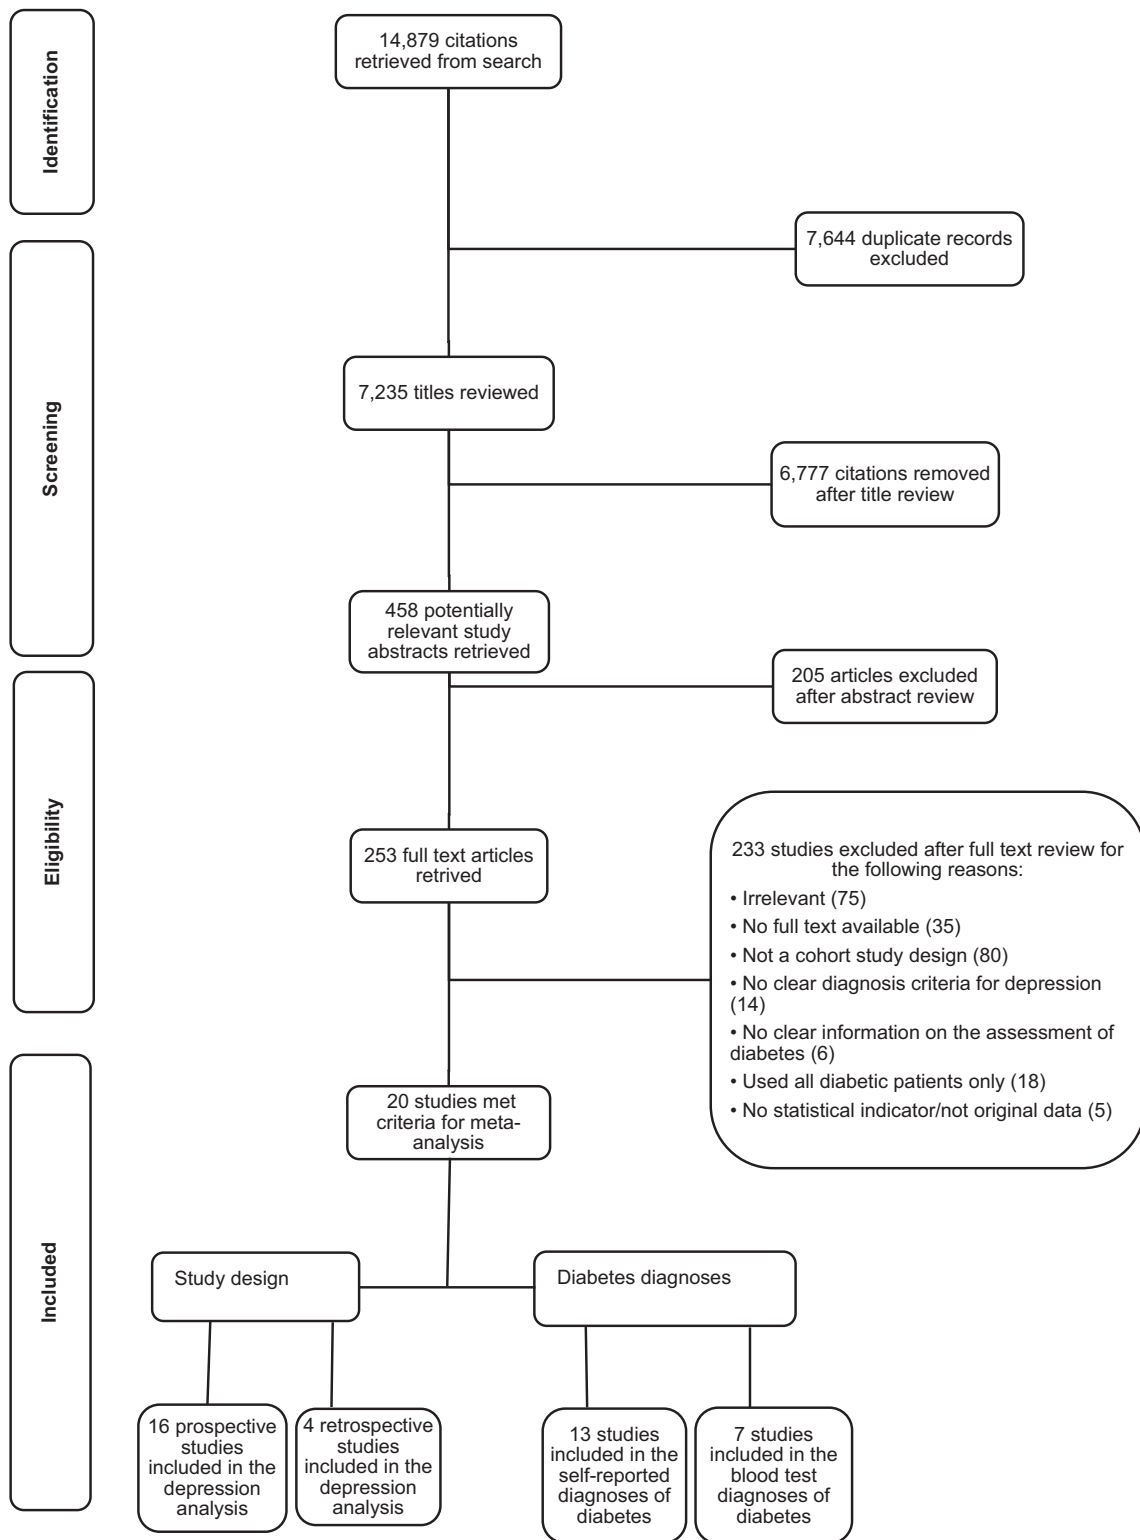 Identification
14,879 citations
retrieved from search
7,644 duplicate records
excluded
Screening
7,235 titles reviewed
6,777 citations removed
after title review
458 potentially
relevant study
abstracts retrieved
205 articles excluded
after abstract review
Eligibility
253 full text articles
retrived
233 studies excluded after full text review for
the following reasons:
• Irrelevant (75)
• No full text available (35)
• Not a cohort study design (80)
• No clear diagnosis criteria for depression
(14)
• No clear information on the assessment of
diabetes (6)
• Used all diabetic patients only (18)
• No statistical indicator/not original data (5)
Included
20 studies met
criteria for meta-
analysis
Study design
Diabetes diagnoses
16 prospective
studies
included in the
depression
analysis
4 retrospective
studies
included in the
depression
analysis
13 studies
included in the
self-reported
diagnoses of
diabetes
7 studies
included in the
blood test
diagnoses of
diabetes